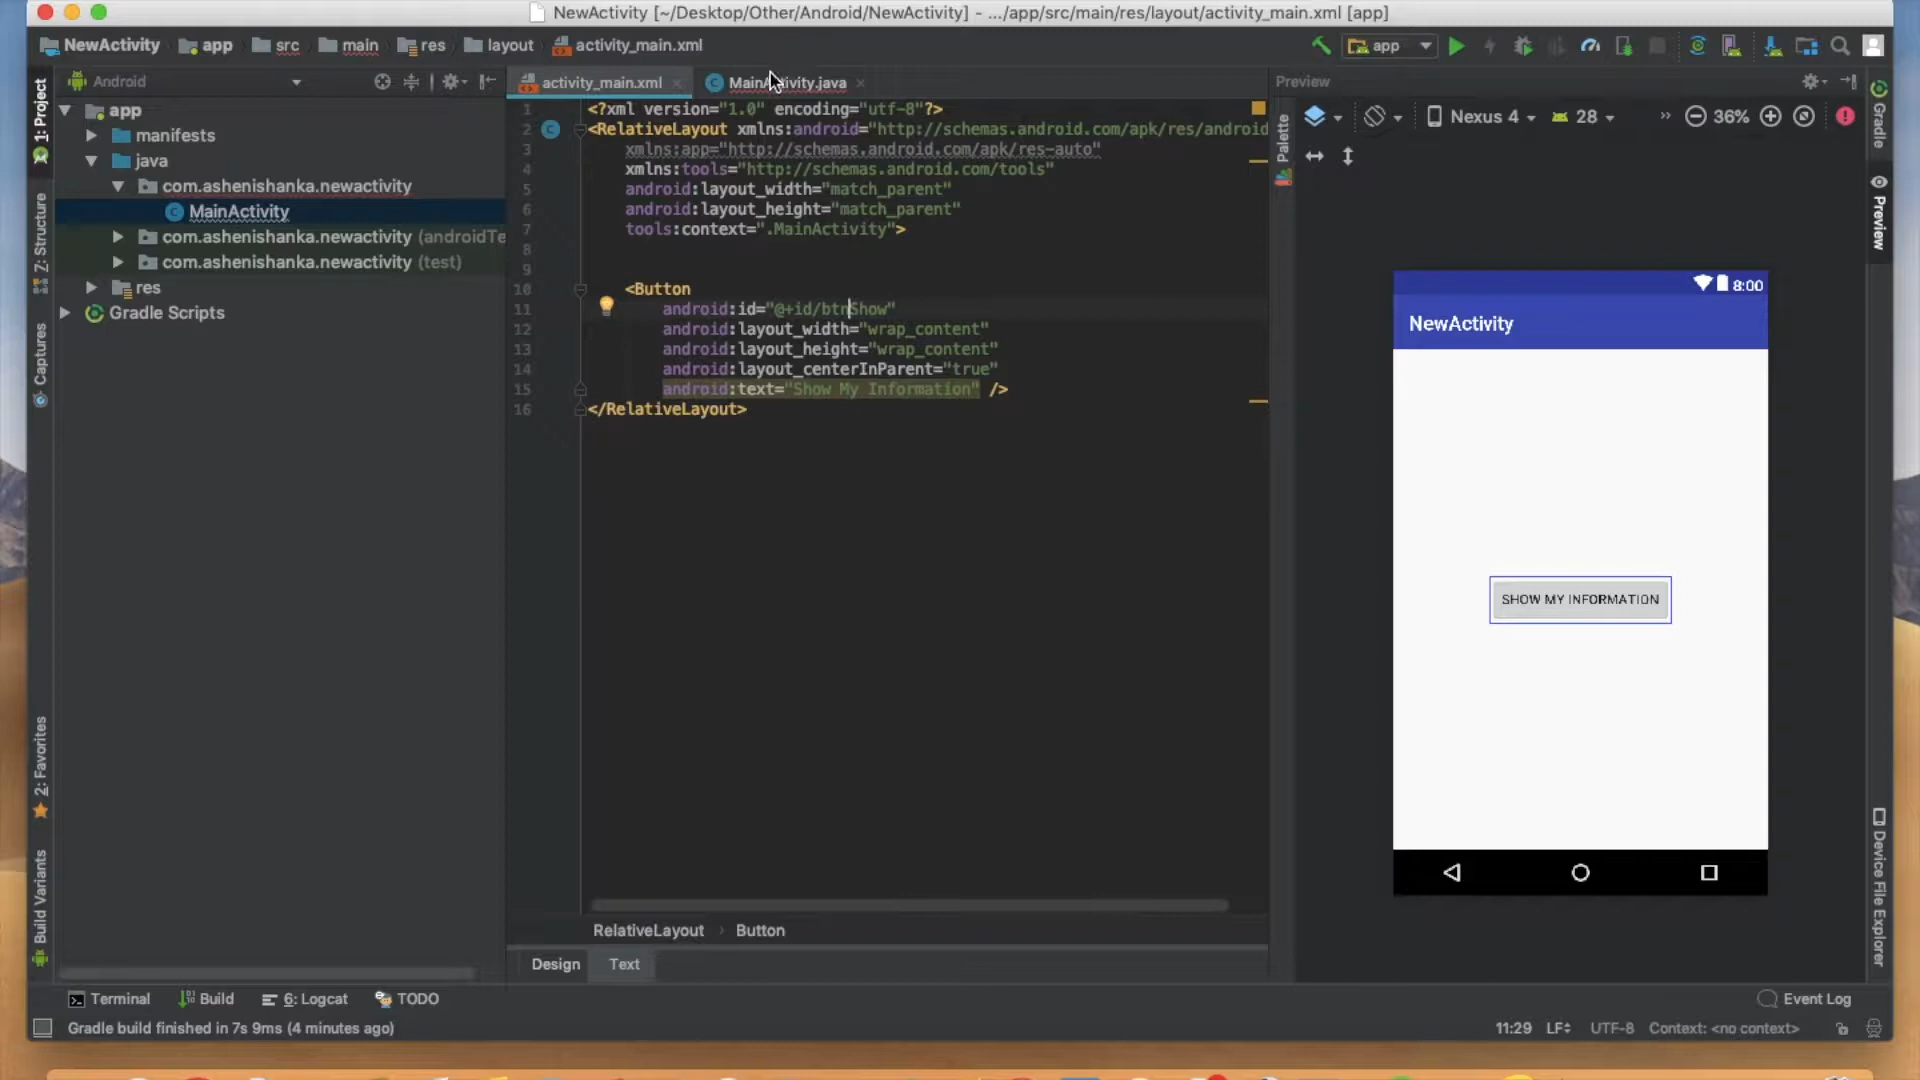 NewActivity [~/Desktop/Other/Android/NewActivity] - .../app/src/main/res/layout/activity_main.xml [app]
NewActivity app src main res layout activity_main.xml
app
1: Project
Z: Structure
Captures
2: Favorites
Build Variants
Android
app
manifests
java
com.ashenishanka.newactivity
MainActivity
com.ashenishanka.newactivity (androidTe
com.ashenishanka.newactivity (test)
res
Gradle Scripts
activity_main.xml MainActivity.java
1 <?xml version="1.0" encoding="utf-8"?>
2 <RelativeLayout xmlns:android="http://schemas.android.com/apk/res/android
3 xmlns:app="http://schemas.android.com/apk/res-auto"
4 xmlns:tools="http://schemas.android.com/tools"
5 android:layout_width="match_parent"
6 android:layout_height="match_parent"
7 tools:context=".MainActivity">
8
9
10 <Button
11 android:id="@+id/btnShow"
12 android:layout_width="wrap_content"
13 android:layout_height="wrap_content"
14 android:layout_centerInParent="true"
15 android:text="Show My Information" />
16 </RelativeLayout>
RelativeLayout › Button
Design Text
Preview
Palette
Nexus 4 28 » 36%
8:00
NewActivity
SHOW MY INFORMATION
Gradle
Preview
Device File Explorer
Terminal Build 6: Logcat TODO
Event Log
Gradle build finished in 7s 9ms (4 minutes ago)
11:29 LF UTF-8 Context: <no context>